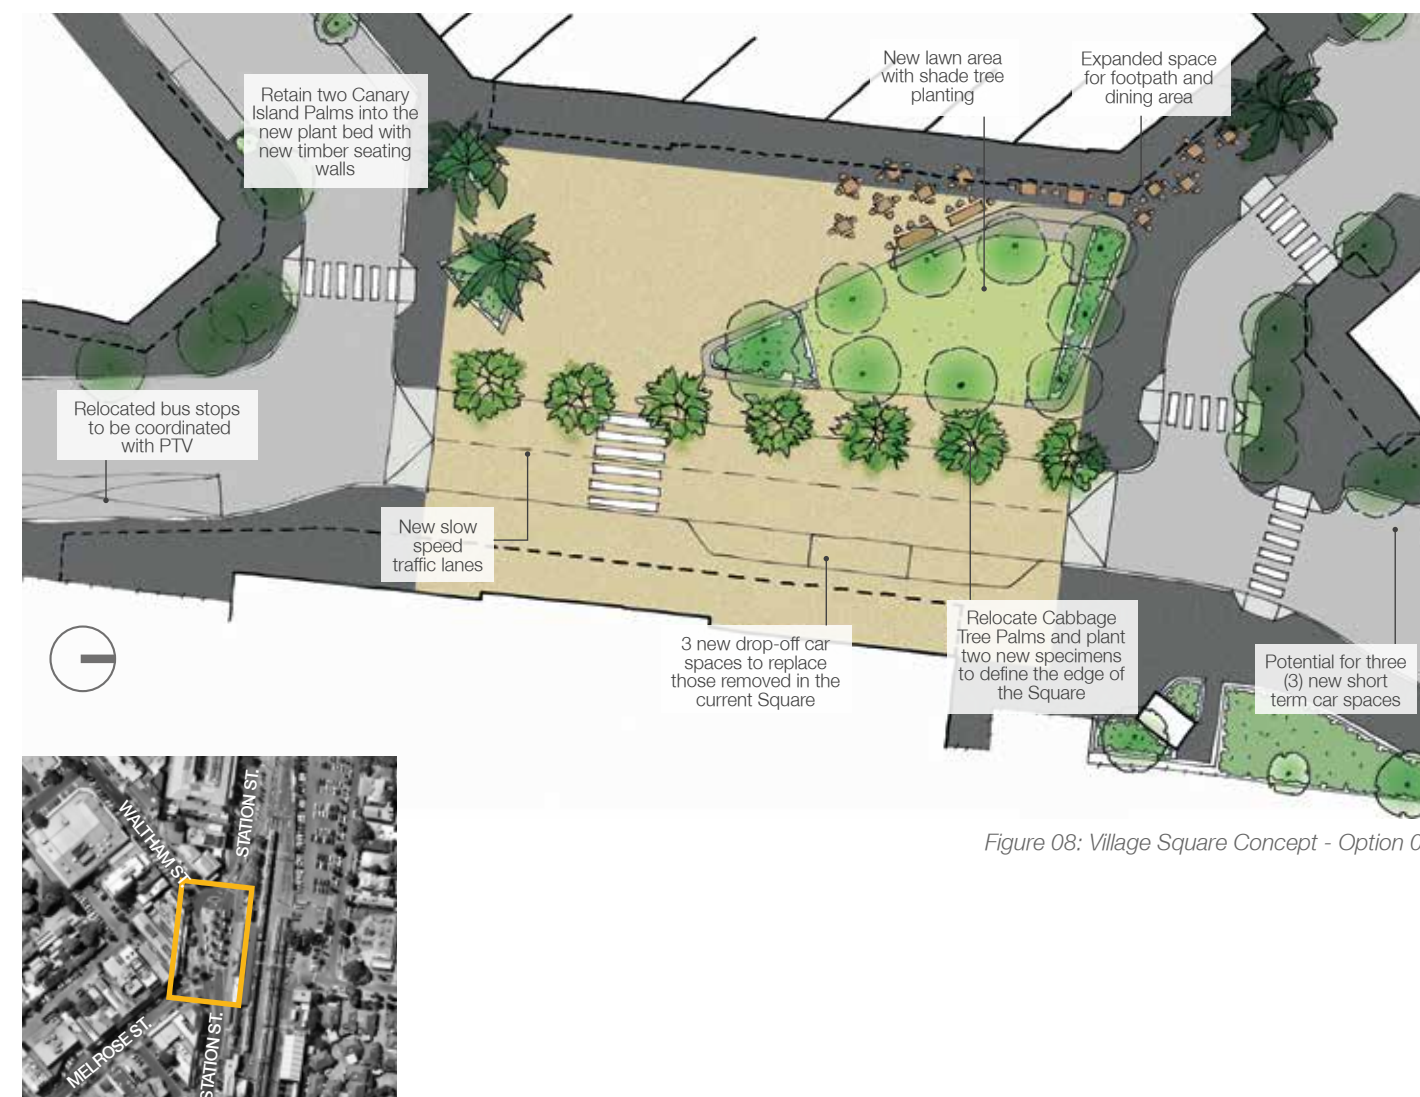 New lawn area
with shade tree
planting
Expanded space
for footpath and
dining area
Retain two Canary
Island Palms into the
new plant bed with
new timber seating
walls
Relocated bus stops
to be coordinated
with PTV
New slow
speed
traffic lanes
3 new drop-off car
spaces to replace
those removed in the
current Square
Relocate Cabbage
Tree Palms and plant
two new specimens
to define the edge of
the Square
Potential for three
(3) new short
term car spaces
Figure 08: Village Square Concept - Option 0
WALTHAM ST.
STATION ST.
MELROSE ST.
STATION ST.